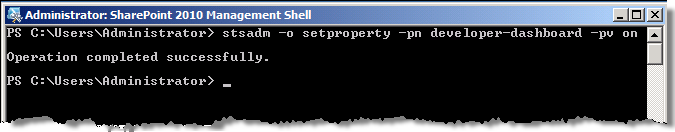 Administrator: SharePoint 2010 Management Shell
PS C:\Users\Administrator> stsadm -o setproperty -pn developer-dashboard -pv on
Operation completed successfully.
PS C:\Users\Administrator> _